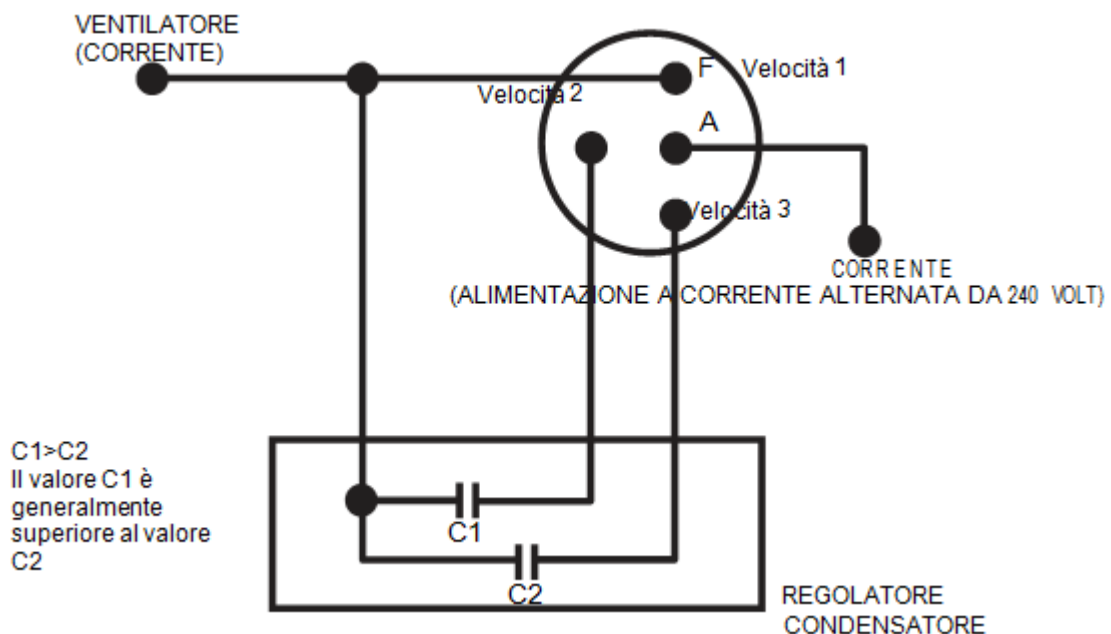 VENTILATORE
(CORRENTE)
F
Velocità 1
Velocità 2
A
Velocità 3
CORRENTE
(ALIMENTAZIONE A CORRENTE ALTERNATA DA 240 VOLT)
C1>C2
Il valore C1 è
generalmente
superiore al valore
C2
C1
C2
REGOLATORE
CONDENSATORE